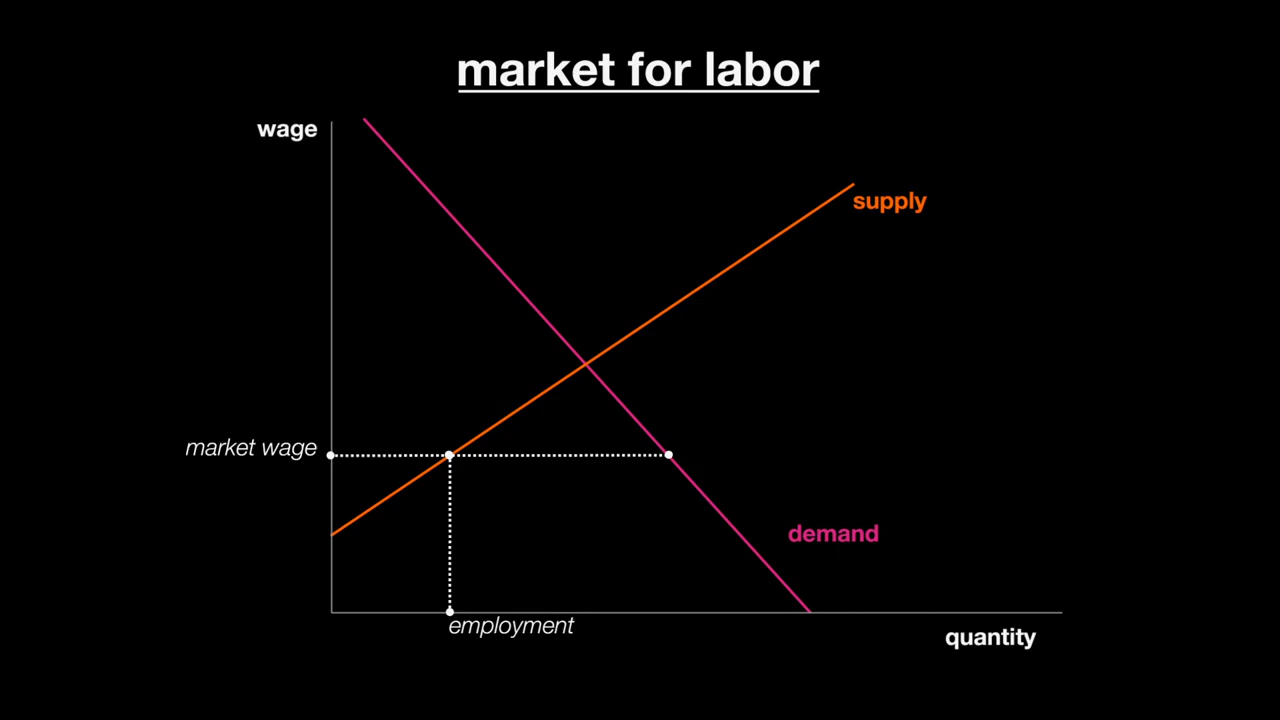 market for labor
wage
supply
market wage
demand
employment
quantity